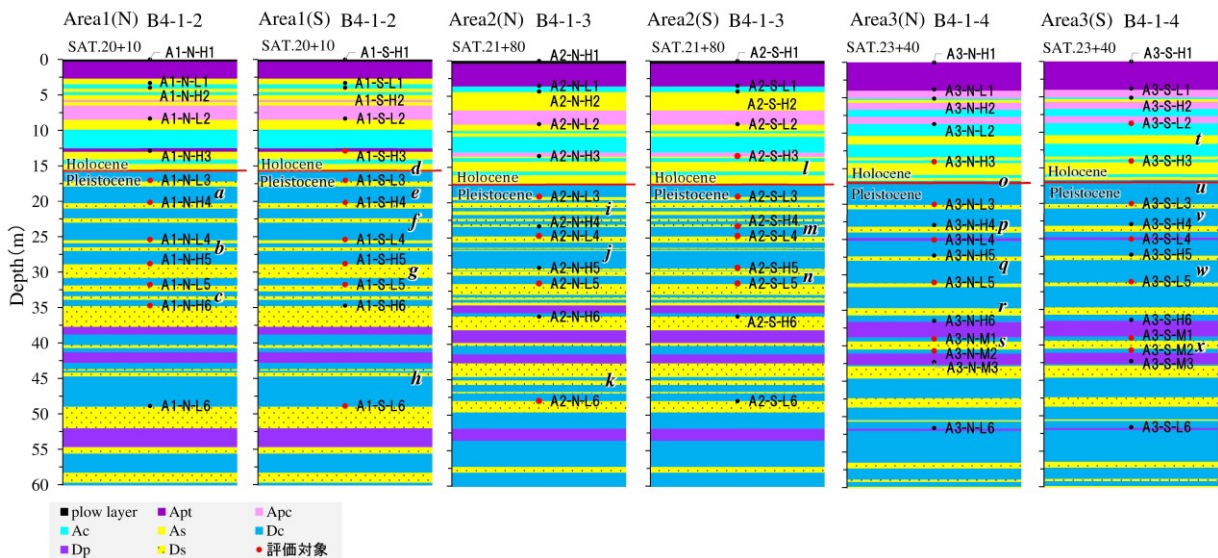 Area1(N) B4-1-2
SAT.20+10
A1-N-H1
A1-N-L1
A1-N-H2
A1-N-L2
A1-N-H3
Holocene
Pleistocene
A1-N-L3
a
A1-N-H4
A1-N-L4
b
A1-N-H5
A1-N-L5
c
A1-N-H6
A1-N-L6
Area1(S) B4-1-2
SAT.20+10
A1-S-H1
A1-S-L1
A1-S-H2
A1-S-L2
A1-S-H3
d
Holocene
Pleistocene
A1-S-L3
e
A1-S-H4
f
A1-S-L4
A1-S-H5
g
A1-S-L5
A1-S-H6
h
A1-S-L6
Area2(N) B4-1-3
SAT.21+80
A2-N-H1
A2-N-L1
A2-N-H2
A2-N-L2
A2-N-H3
Holocene
Pleistocene
A2-N-L3
i
A2-N-H4
A2-N-L4
j
A2-N-H5
A2-N-L5
A2-N-H6
k
A2-N-L6
Area2(S) B4-1-3
SAT.21+80
A2-S-H1
A2-S-L1
A2-S-H2
A2-S-L2
A2-S-H3
l
Holocene
Pleistocene
A2-S-L3
A2-S-H4
m
A2-S-L4
A2-S-H5
n
A2-S-L5
A2-S-H6
A2-S-L6
Area3(N) B4-1-4
SAT.23+40
A3-N-H1
A3-N-L1
A3-N-H2
A3-N-L2
A3-N-H3
Holocene
o
Pleistocene
A3-N-L3
A3-N-H4
p
A3-N-L4
A3-N-H5
q
A3-N-L5
r
A3-N-H6
A3-N-M1
s
A3-N-M2
A3-N-M3
A3-N-L6
Area3(S) B4-1-4
SAT.23+40
A3-S-H1
A3-S-L1
A3-S-H2
A3-S-L2
t
A3-S-H3
Holocene
u
Pleistocene
A3-S-L3
v
A3-S-H4
A3-S-L4
A3-S-H5
w
A3-S-L5
A3-S-H6
A3-S-M1
A3-S-M2
x
A3-S-M3
A3-S-L6
Depth(m)
0
5
10
15
20
25
30
35
40
45
50
55
60
plow layer Apt Apc
Ac As Dc
Dp Ds 評価対象